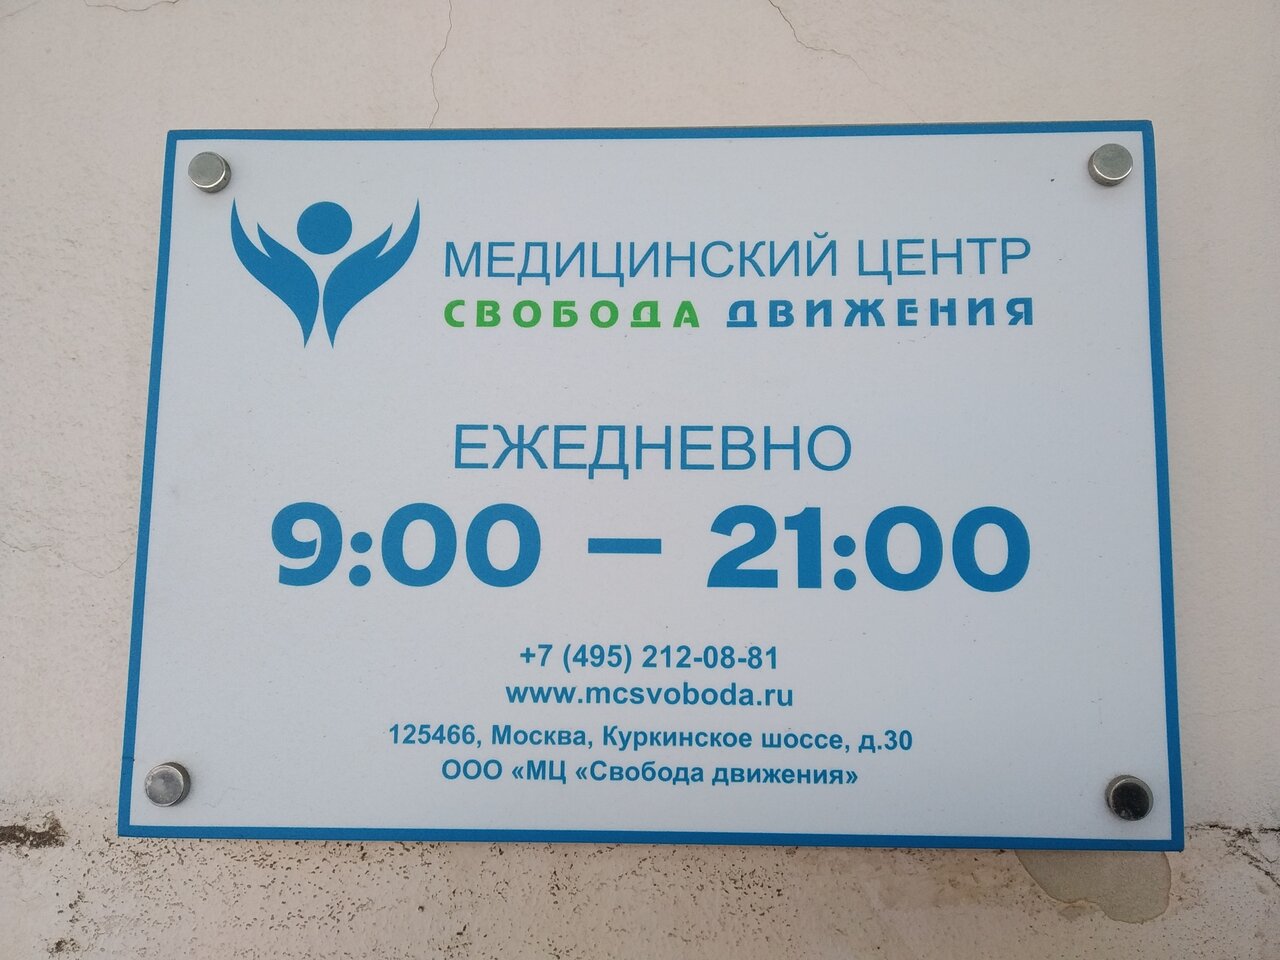 МЕДИЦИНСКИЙ ЦЕНТР
СВОБОДА ДВИЖЕНИЯ
ЕЖЕДНЕВНО
9:00 – 21:00
+7 (495) 212-08-81
www.mcsvoboda.ru
125466, Москва, Куркинское шоссе, д.30
ООО «МЦ «Свобода движения»